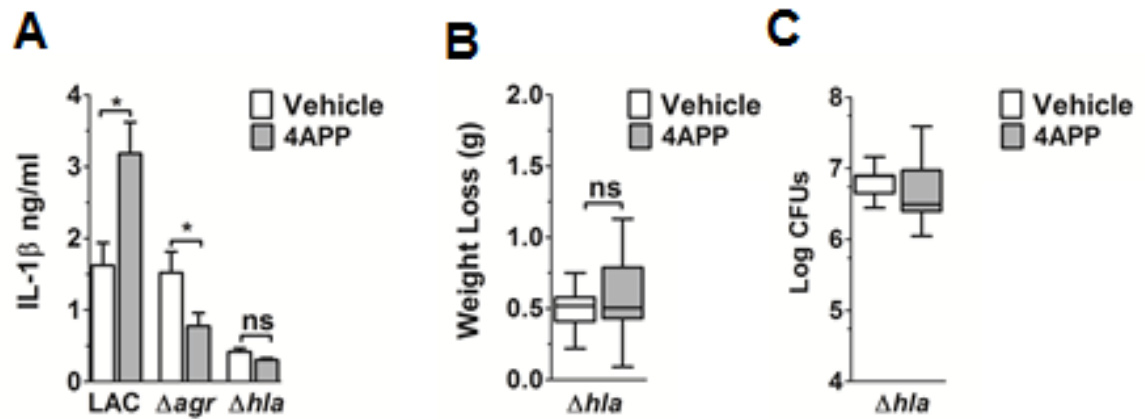 A
IL-1β ng/ml
4
3
2
1
0
*
*
ns
Vehicle
4APP
LAC Δagr Δhla
B
Weight Loss (g)
2.0
1.5
1.0
0.5
0.0
ns
Vehicle
4APP
Δhla
C
Log CFUs
8
7
6
5
4
Vehicle
4APP
Δhla